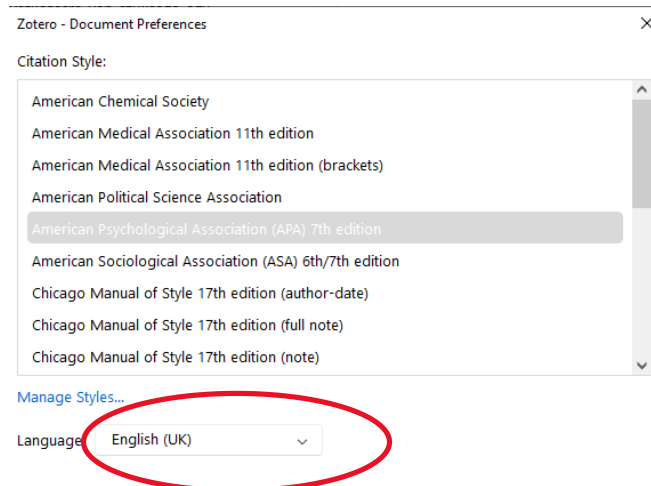 Zotero - Document Preferences
Citation Style:
American Chemical Society
American Medical Association 11th edition
American Medical Association 11th edition (brackets)
American Political Science Association
American Psychological Association (APA) 7th edition
American Sociological Association (ASA) 6th/7th edition
Chicago Manual of Style 17th edition (author-date)
Chicago Manual of Style 17th edition (full note)
Chicago Manual of Style 17th edition (note)
Manage Styles...
Language English (UK)